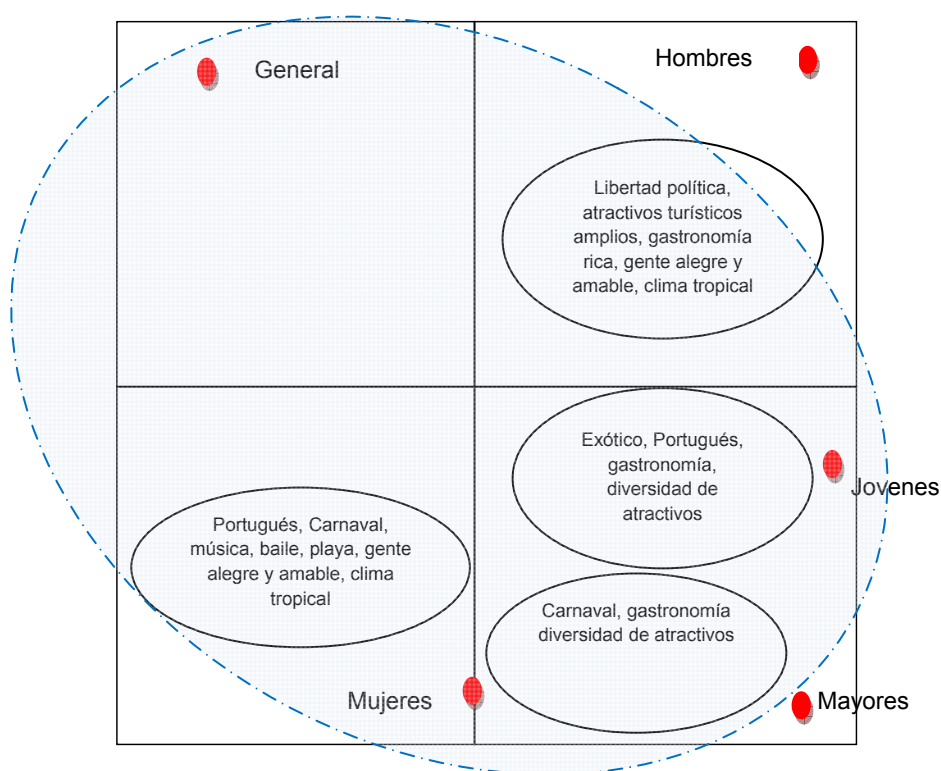 General
Hombres
Libertad política,
atractivos turísticos
amplios, gastronomía
rica, gente alegre y
amable, clima tropical
Exótico, Portugués,
gastronomía,
diversidad de
atractivos
Jovenes
Portugués, Carnaval,
música, baile, playa, gente
alegre y amable, clima
tropical
Carnaval, gastronomía
diversidad de atractivos
Mujeres
Mayores